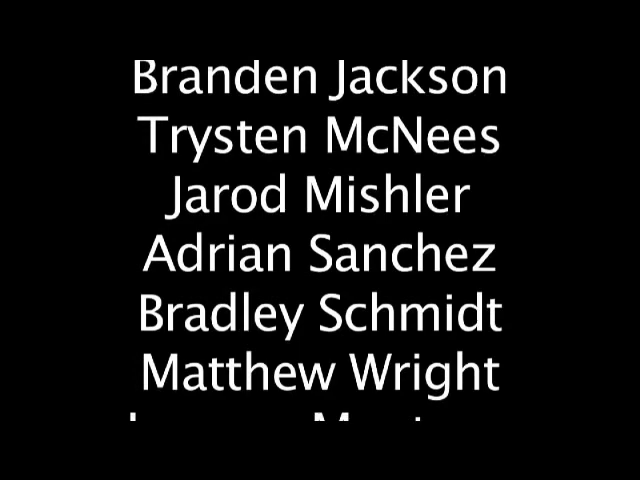 Branden Jackson
Trysten McNees
Jarod Mishler
Adrian Sanchez
Bradley Schmidt
Matthew Wright